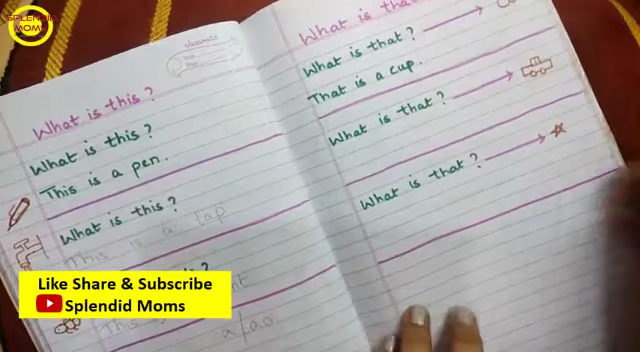 SPLENDID
MOMS
What is this?
What is this?
This is a pen.
What is this?
This is a tap
a/an
What is that
What is that?
That is a cup.
What is that?
What is that?
Like Share & Subscribe
Splendid Moms